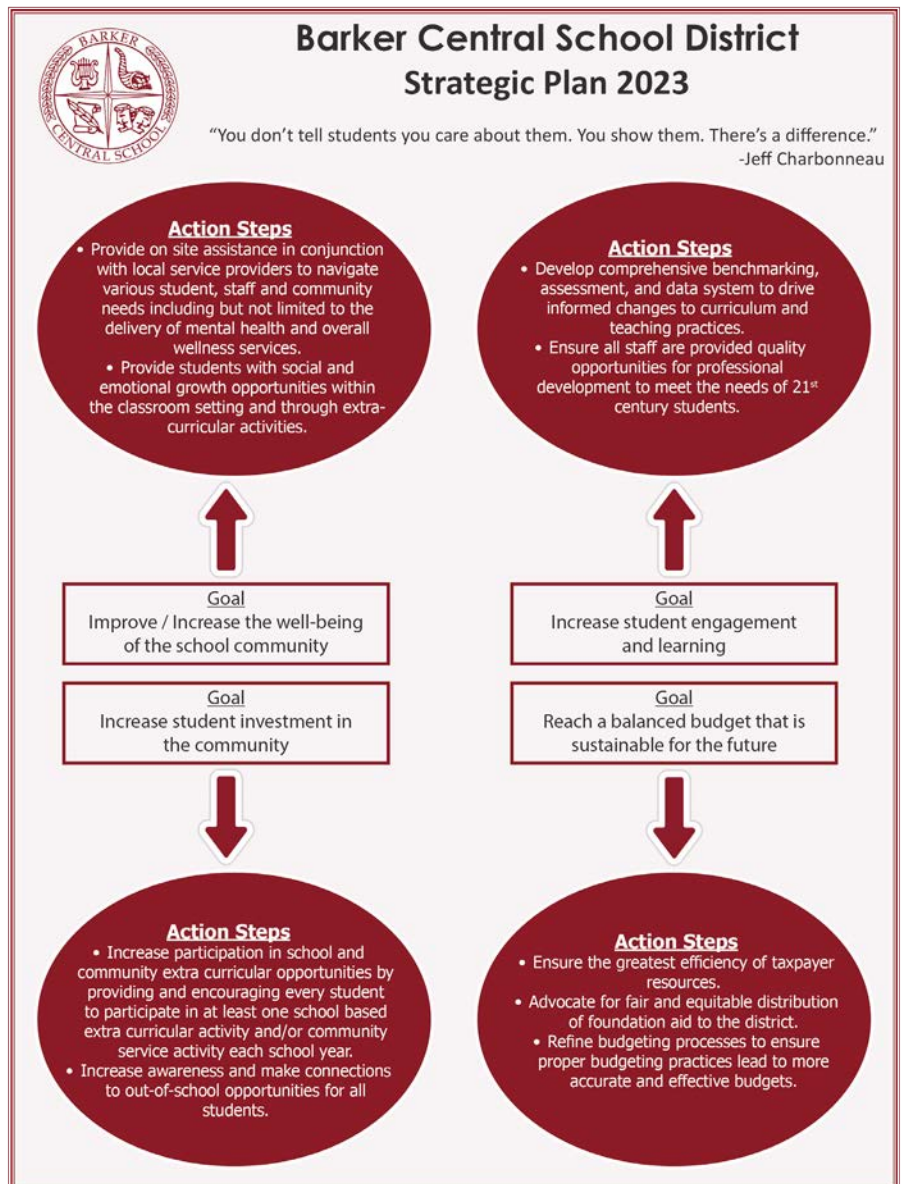 BARKER
CENTRAL SCHOOL
Barker Central School District
Strategic Plan 2023
“You don’t tell students you care about them. You show them. There’s a difference.”
-Jeff Charbonneau
Action Steps
• Provide on site assistance in conjunction
with local service providers to navigate
various student, staff and community
needs including but not limited to the
delivery of mental health and overall
wellness services.
• Provide students with social and
emotional growth opportunities within
the classroom setting and through extra-
curricular activities.
Action Steps
• Develop comprehensive benchmarking,
assessment, and data system to drive
informed changes to curriculum and
teaching practices.
• Ensure all staff are provided quality
opportunities for professional
development to meet the needs of 21st
century students.
Goal
Improve / Increase the well-being
of the school community
Goal
Increase student engagement
and learning
Goal
Increase student investment in
the community
Goal
Reach a balanced budget that is
sustainable for the future
Action Steps
• Increase participation in school and
community extra curricular opportunities by
providing and encouraging every student
to participate in at least one school based
extra curricular activity and/or community
service activity each school year.
• Increase awareness and make connections
to out-of-school opportunities for all
students.
Action Steps
• Ensure the greatest efficiency of taxpayer
resources.
• Advocate for fair and equitable distribution
of foundation aid to the district.
• Refine budgeting processes to ensure
proper budgeting practices lead to more
accurate and effective budgets.